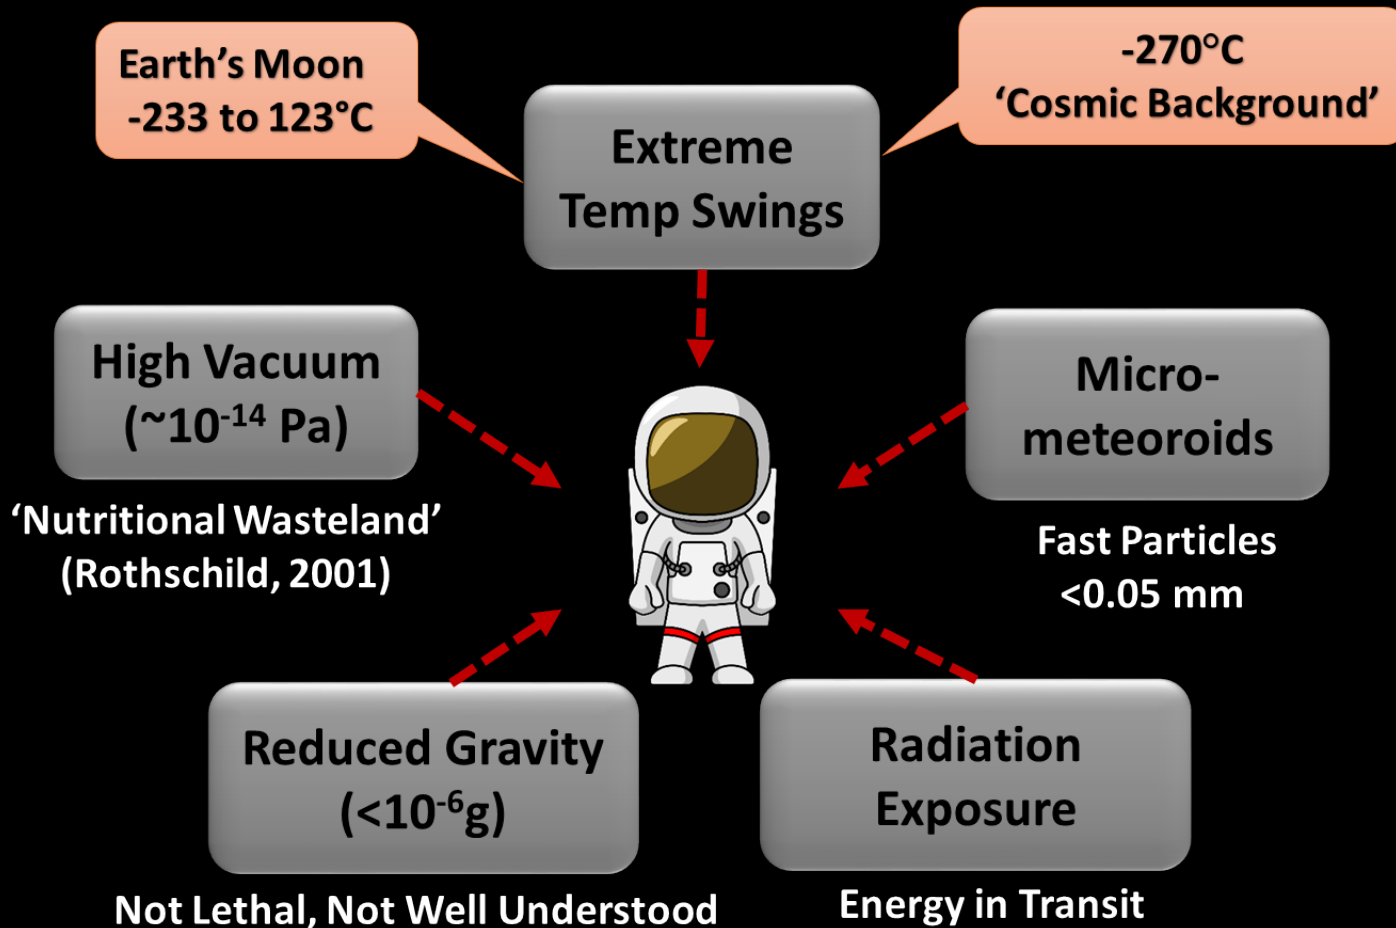 Earth's Moon
-233 to 123°C
-270°C
‘Cosmic Background’
Extreme
Temp Swings
High Vacuum
(~10⁻¹⁴ Pa)
‘Nutritional Wasteland’
(Rothschild, 2001)
Micro-
meteoroids
Fast Particles
<0.05 mm
Reduced Gravity
(<10⁻⁶g)
Not Lethal, Not Well Understood
Radiation
Exposure
Energy in Transit